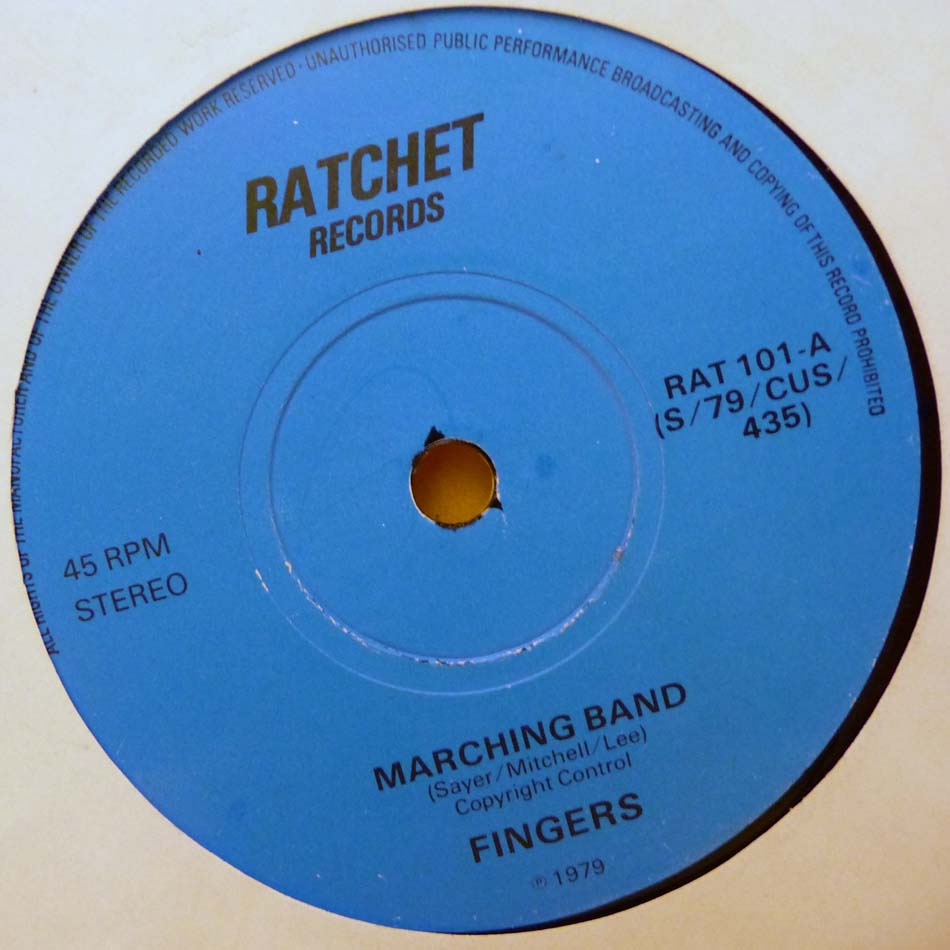 ALL RIGHTS OF THE MANUFACTURER AND OF THE OWNER OF THE RECORDED WORK RESERVED · UNAUTHORISED PUBLIC PERFORMANCE BROADCASTING AND COPYING OF THIS RECORD PROHIBITED
RATCHET
RECORDS
RAT 101-A
(S/79/CUS/
435)
45 RPM
STEREO
MARCHING BAND
(Sayer/Mitchell/Lee)
Copyright Control
FINGERS
℗ 1979